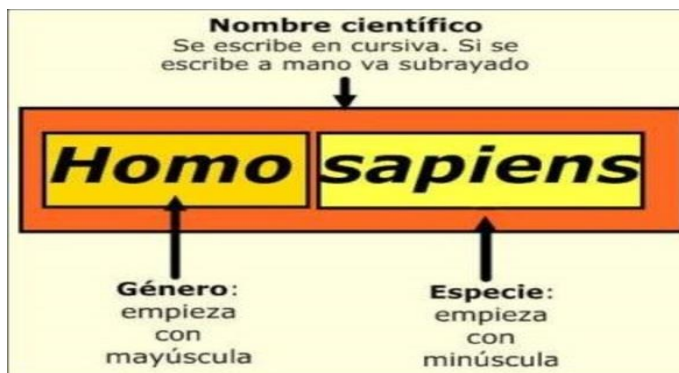 Nombre científico
Se escribe en cursiva. Si se
escribe a mano va subrayado
Homo sapiens
Género:
empieza
con
mayúscula
Especie:
empieza
con
minúscula